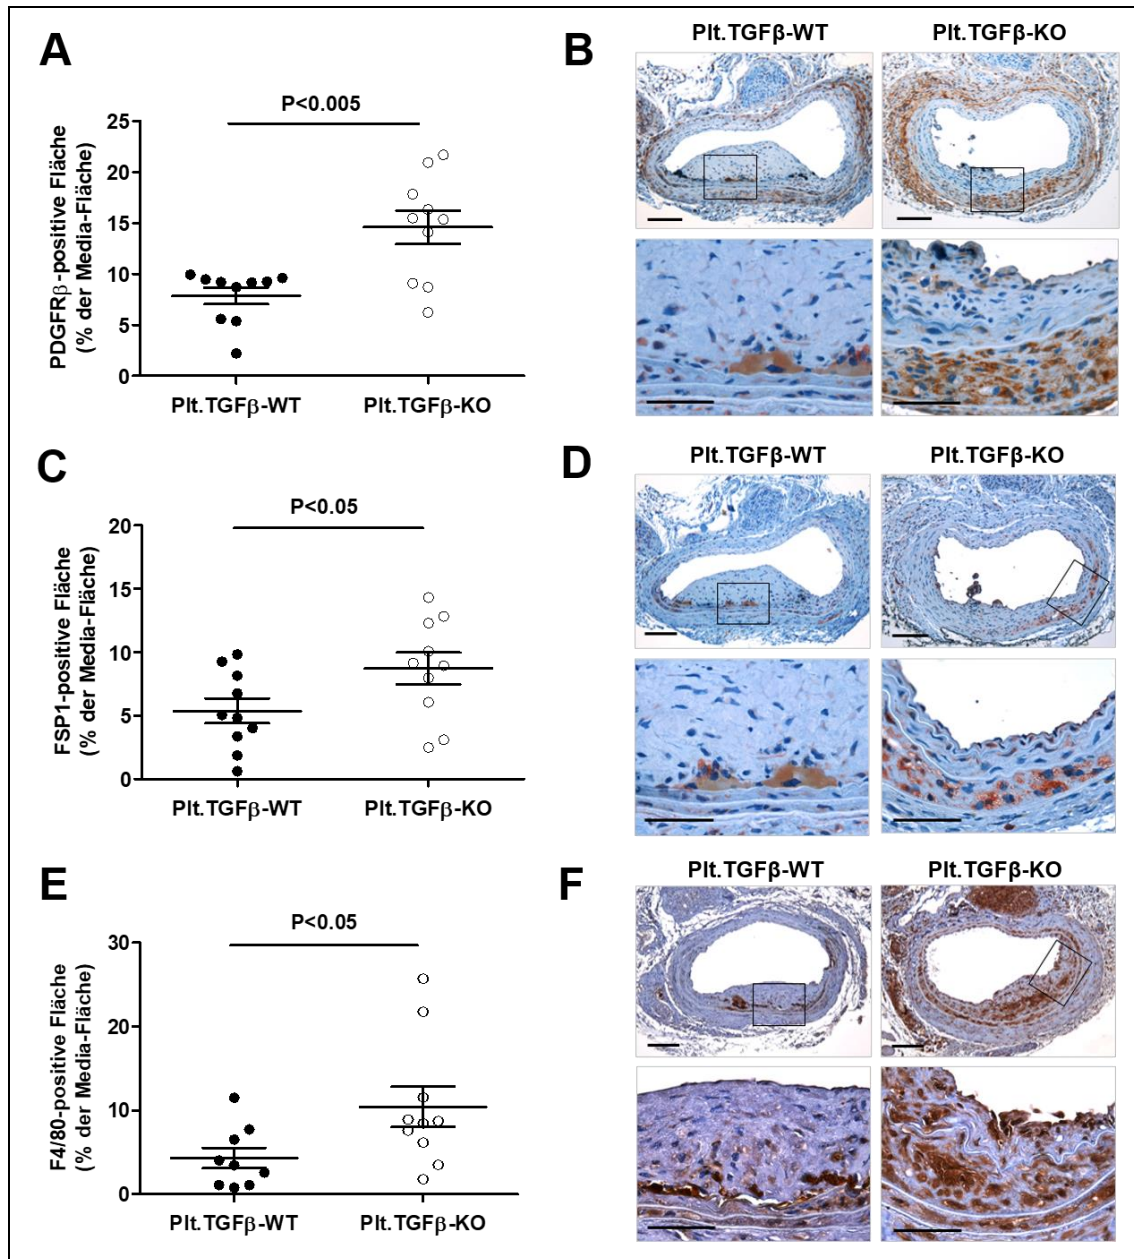 A
P<0.005
PDGFRβ-positive Fläche
(% der Media-Fläche)
25
20
15
10
5
0
Plt.TGFβ-WT
Plt.TGFβ-KO
B
Plt.TGFβ-WT
Plt.TGFβ-KO
C
P<0.05
FSP1-positive Fläche
(% der Media-Fläche)
20
15
10
5
0
Plt.TGFβ-WT
Plt.TGFβ-KO
D
Plt.TGFβ-WT
Plt.TGFβ-KO
E
P<0.05
F4/80-positive Fläche
(% der Media-Fläche)
30
20
10
0
Plt.TGFβ-WT
Plt.TGFβ-KO
F
Plt.TGFβ-WT
Plt.TGFβ-KO